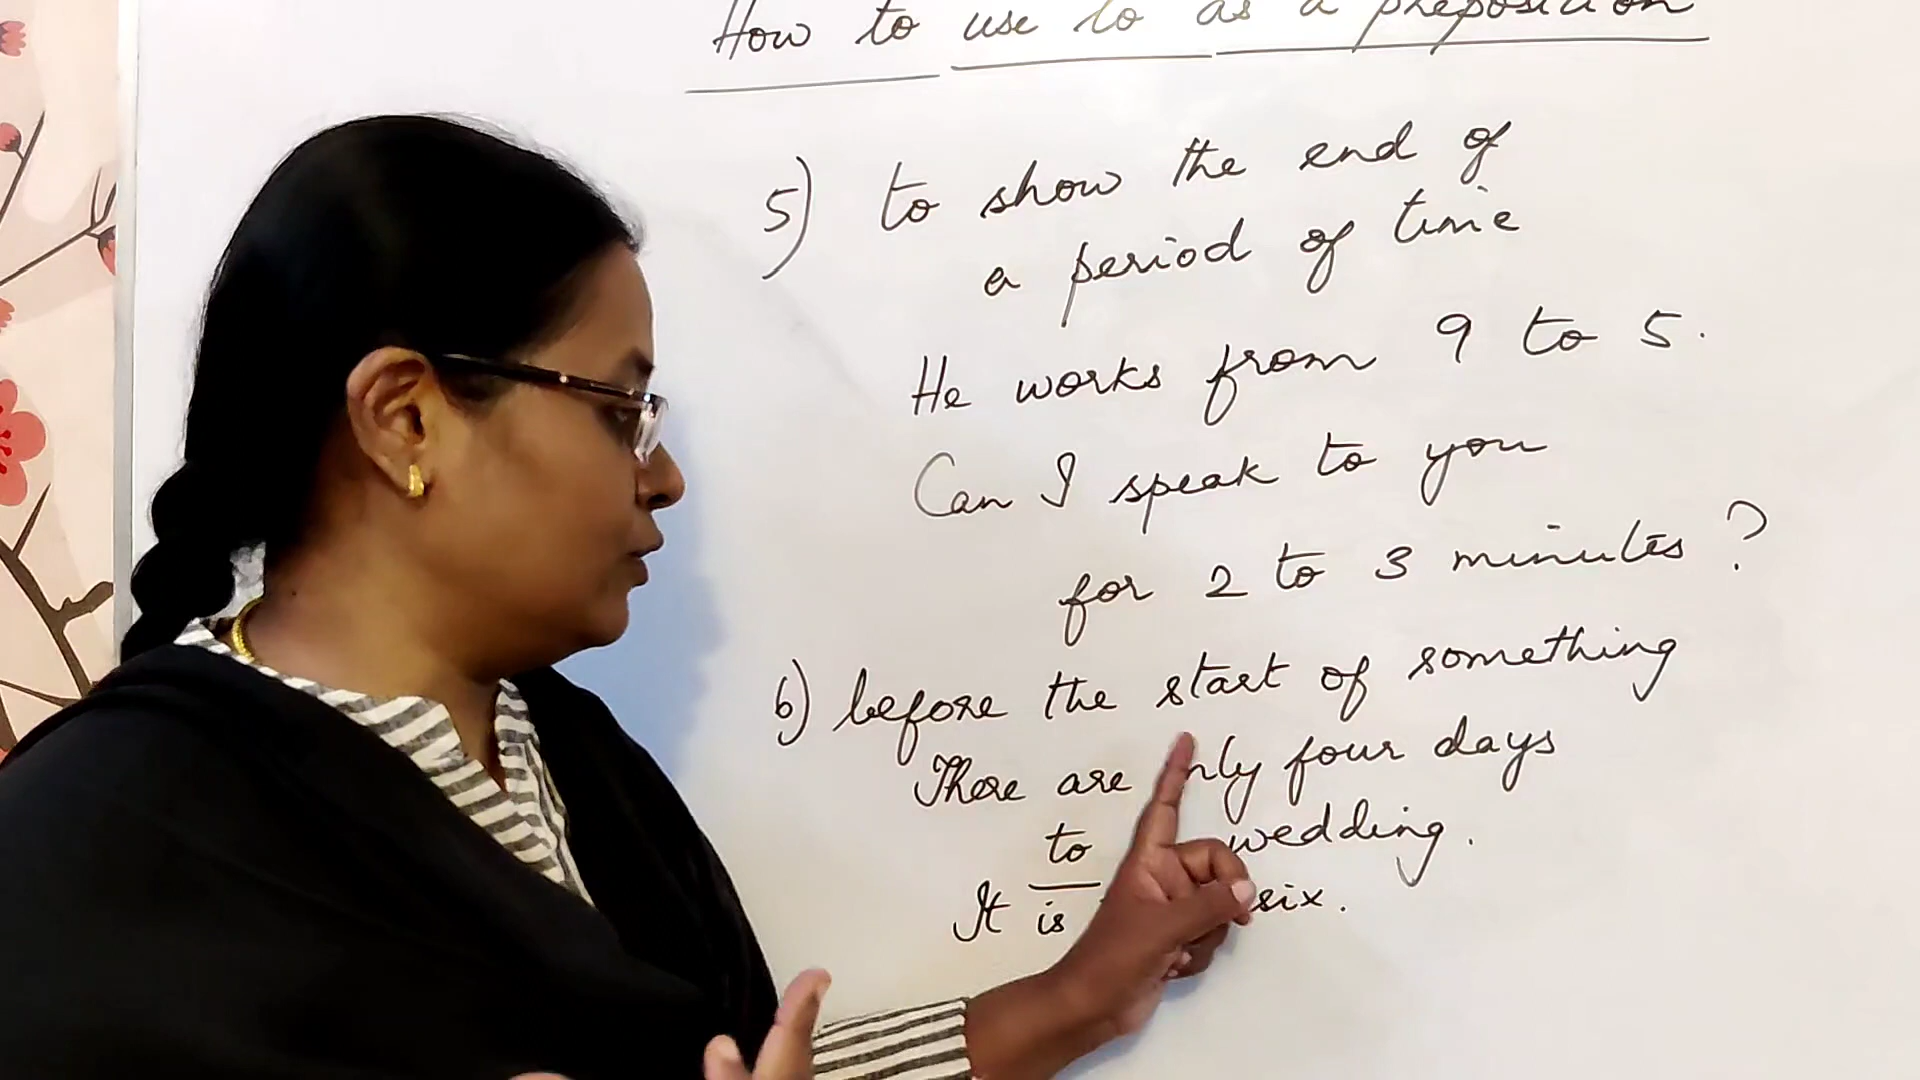 How to use to as a preposition
5) to show the end of
a period of time
He works from 9 to 5.
Can I speak to you
for 2 to 3 minutes?
6) before the start of something
There are only four days
to wedding.
It is six.